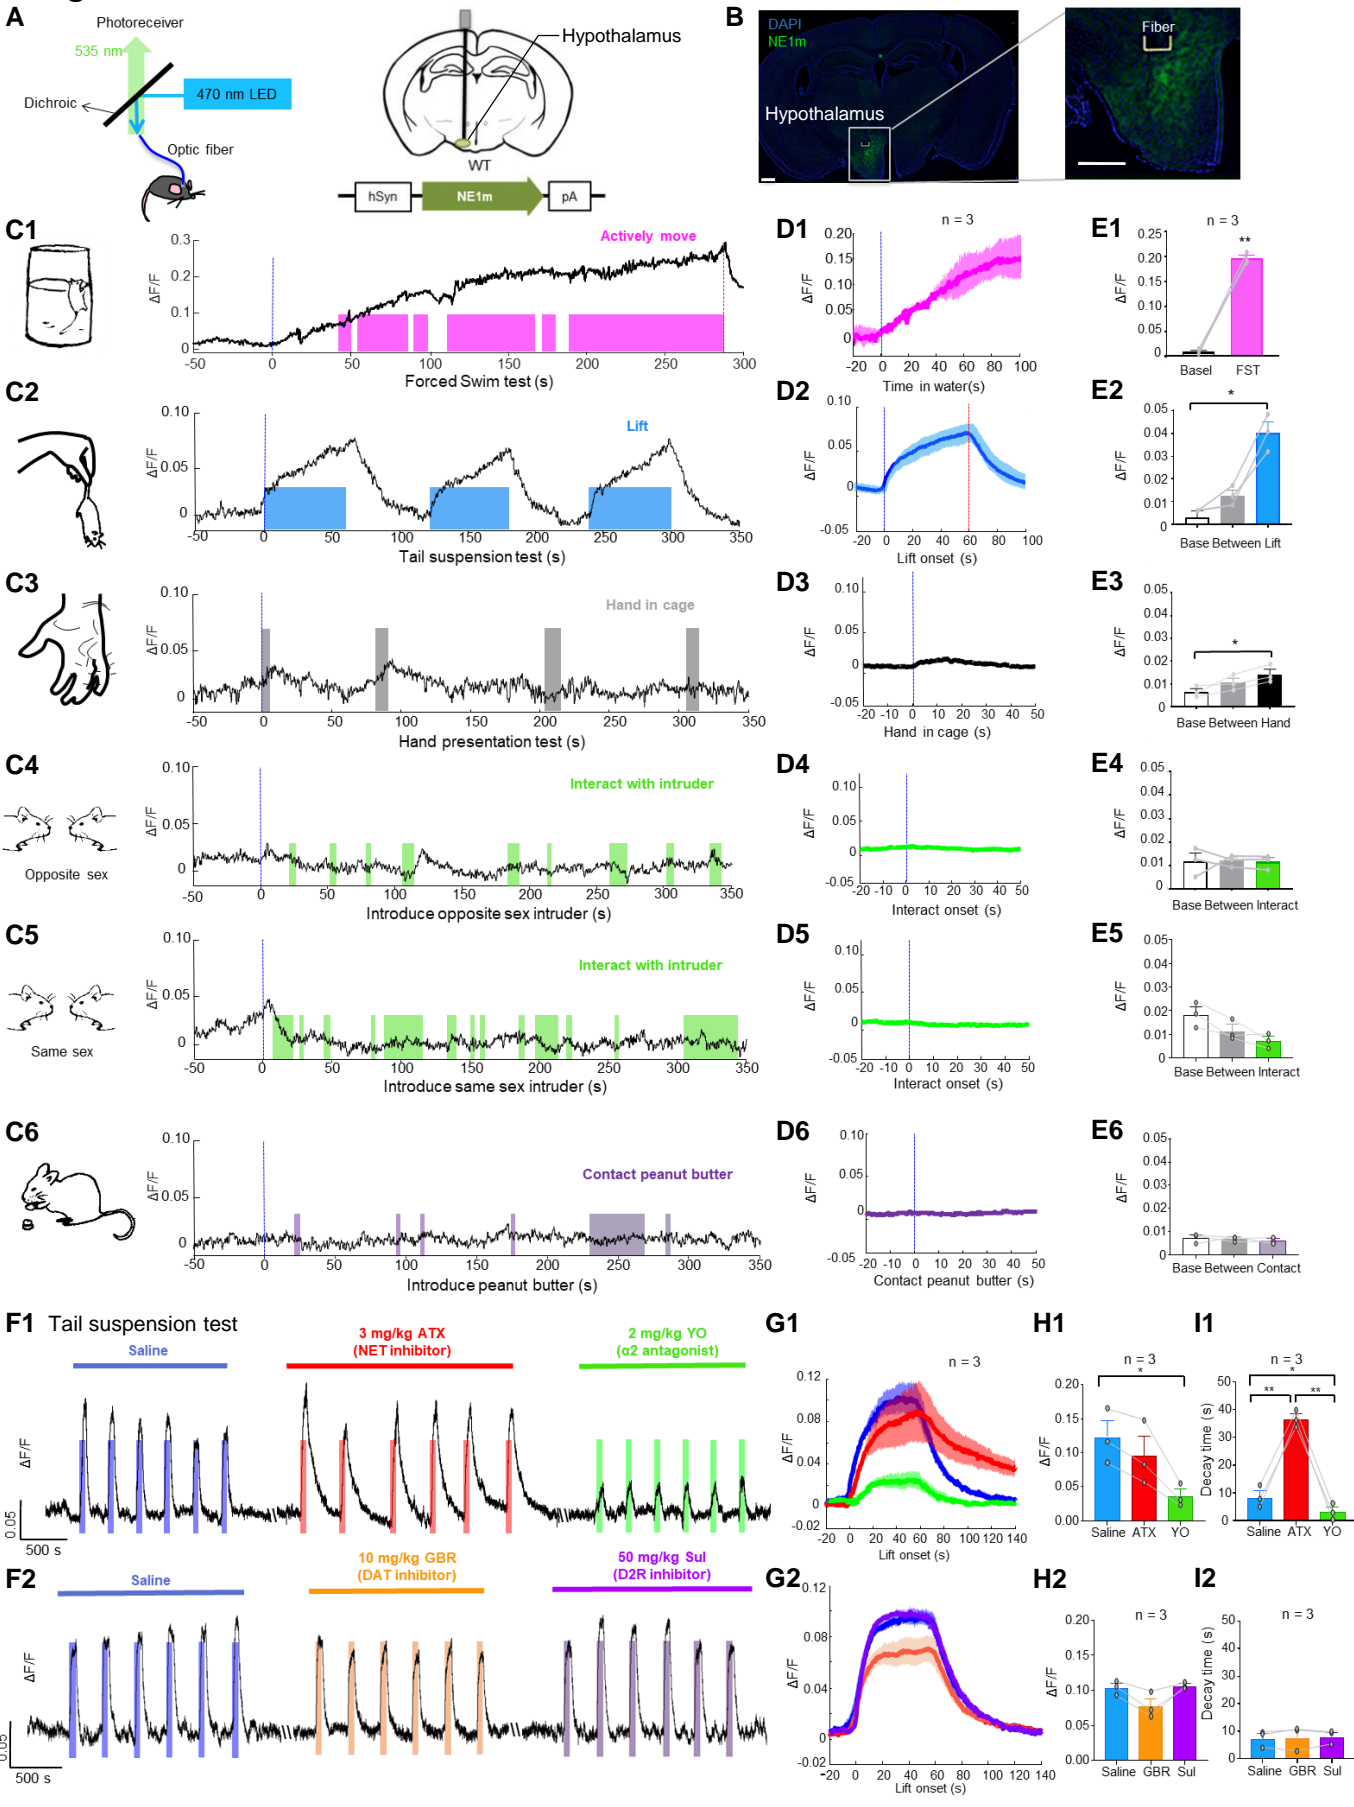 A
Photoreceiver
535 nm
470 nm LED
Dichroic
Optic fiber
Hypothalamus
WT
hSyn
NE1m
pA
B
DAPI
NE1m
Hypothalamus
Fiber
C1
0.3
0.2
0.1
0
ΔF/F
Actively move
-50 0 50 100 150 200 250 300
Forced Swim test (s)
D1
n = 3
0.20
0.15
0.10
0.05
0
ΔF/F
-20 0 20 40 60 80 100
Time in water(s)
E1
n = 3
**
0.25
0.20
0.15
0.10
0.05
0
ΔF/F
Basel FST
C2
0.10
0.05
0
ΔF/F
Lift
-50 0 50 100 150 200 250 300 350
Tail suspension test (s)
D2
0.10
0.05
0
-0.05
ΔF/F
-20 0 20 40 60 80 100
Lift onset (s)
E2
*
0.05
0.04
0.03
0.02
0.01
0
ΔF/F
Base Between Lift
C3
0.10
0.05
0
ΔF/F
Hand in cage
-50 0 50 100 150 200 250 300 350
Hand presentation test (s)
D3
0.10
0.05
0
-0.05
ΔF/F
-20 -10 0 10 20 30 40 50
Hand in cage (s)
E3
*
0.05
0.04
0.03
0.02
0.01
0
ΔF/F
Base Between Hand
C4
Opposite sex
0.10
0.05
0
ΔF/F
Interact with intruder
-50 0 50 100 150 200 250 300 350
Introduce opposite sex intruder (s)
D4
0.10
0.05
0
-0.05
ΔF/F
-20 -10 0 10 20 30 40 50
Interact onset (s)
E4
0.05
0.04
0.03
0.02
0.01
0
ΔF/F
Base Between Interact
C5
Same sex
0.10
0.05
0
ΔF/F
Interact with intruder
-50 0 50 100 150 200 250 300 350
Introduce same sex intruder (s)
D5
0.10
0.05
0
-0.05
ΔF/F
-20 -10 0 10 20 30 40 50
Interact onset (s)
E5
0.05
0.04
0.03
0.02
0.01
0
ΔF/F
Base Between Interact
C6
0.10
0.05
0
ΔF/F
Contact peanut butter
-50 0 50 100 150 200 250 300 350
Introduce peanut butter (s)
D6
0.10
0.05
0
-0.05
ΔF/F
-20 -10 0 10 20 30 40 50
Contact peanut butter (s)
E6
0.05
0.04
0.03
0.02
0.01
0
ΔF/F
Base Between Contact
F1 Tail suspension test
Saline
3 mg/kg ATX
(NET inhibitor)
2 mg/kg YO
(α2 antagonist)
ΔF/F
0.05
500 s
G1
n = 3
0.12
0.08
0.04
0
-0.02
ΔF/F
-20 0 20 40 60 80 100 120 140
Lift onset (s)
H1
n = 3
*
0.20
0.15
0.10
0.05
0.00
ΔF/F
Saline ATX YO
I1
n = 3
*
** **
50
40
30
20
10
0
Decay time (s)
Saline ATX YO
F2
Saline
10 mg/kg GBR
(DAT inhibitor)
50 mg/kg Sul
(D2R inhibitor)
ΔF/F
0.05
500 s
G2
0.12
0.08
0.04
0
-0.02
ΔF/F
-20 0 20 40 60 80 100 120 140
Lift onset (s)
H2
n = 3
0.20
0.15
0.10
0.05
0.00
ΔF/F
Saline GBR Sul
I2
n = 3
50
40
30
20
10
0
Decay time (s)
Saline GBR Sul